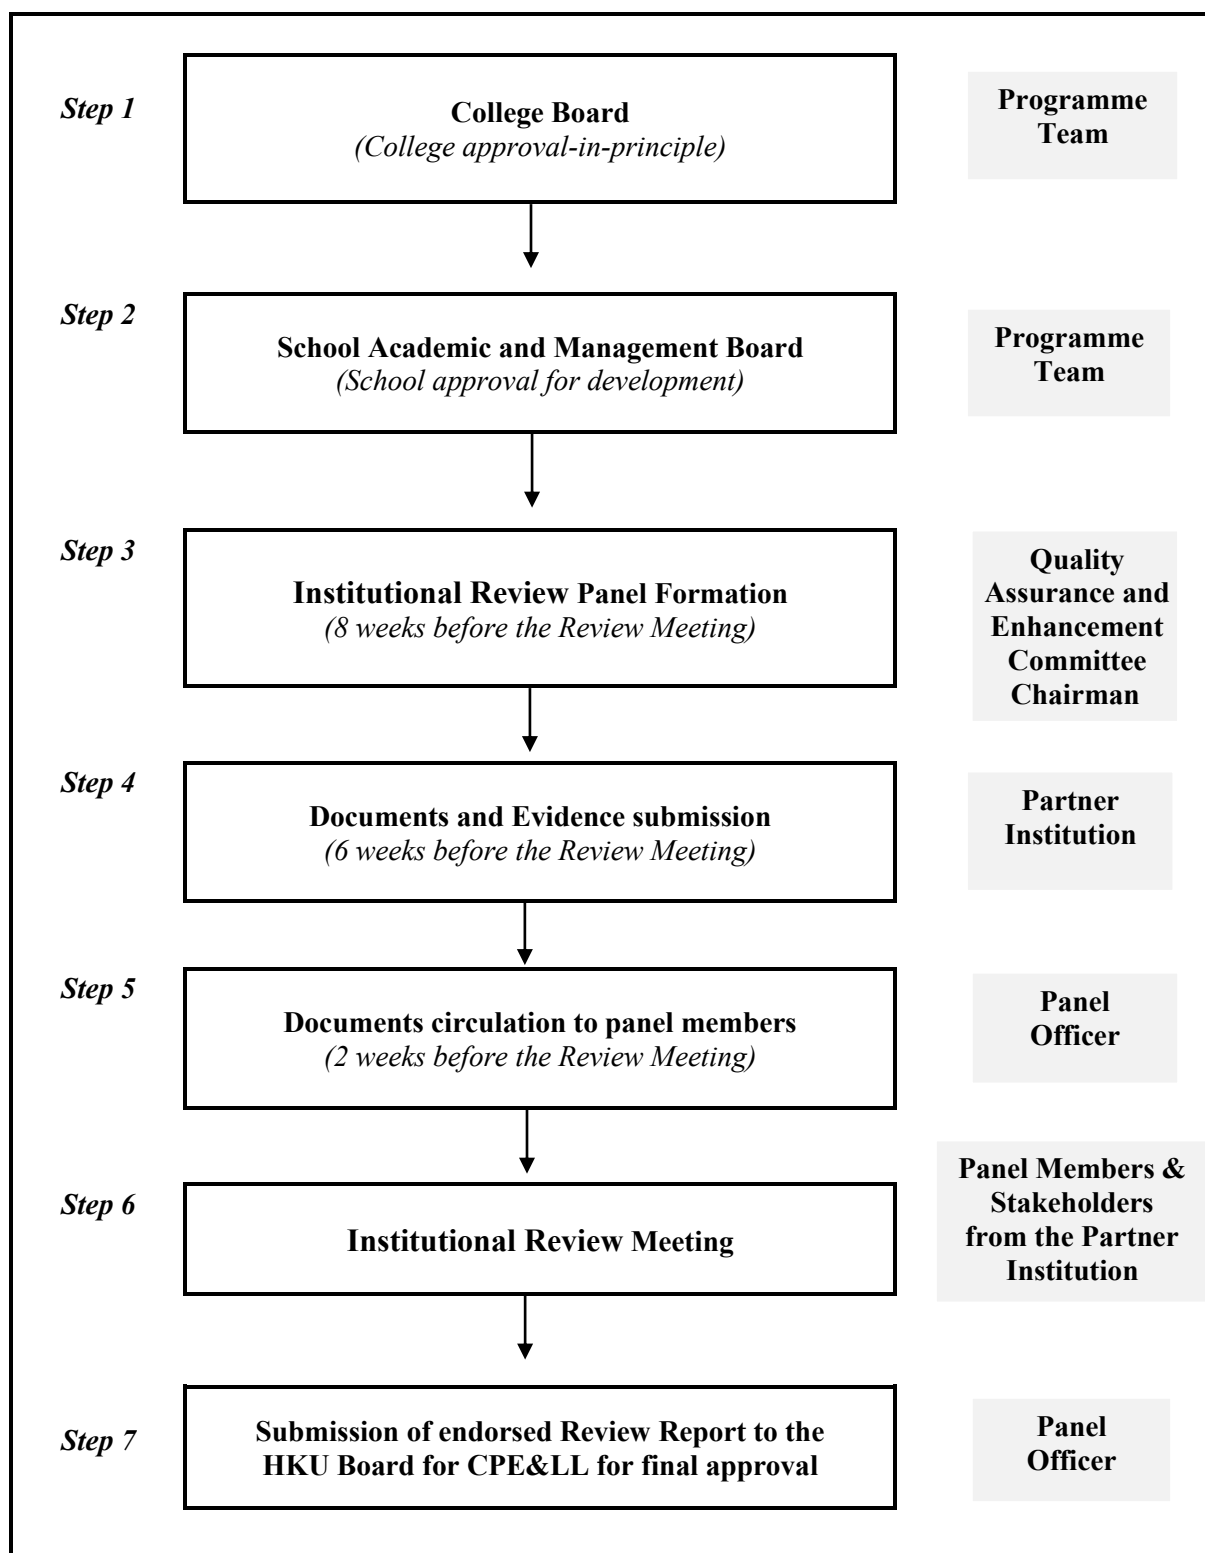 Step 1
College Board
(College approval-in-principle)
Programme
Team
Step 2
School Academic and Management Board
(School approval for development)
Programme
Team
Step 3
Institutional Review Panel Formation
(8 weeks before the Review Meeting)
Quality
Assurance and
Enhancement
Committee
Chairman
Step 4
Documents and Evidence submission
(6 weeks before the Review Meeting)
Partner
Institution
Step 5
Documents circulation to panel members
(2 weeks before the Review Meeting)
Panel
Officer
Step 6
Institutional Review Meeting
Panel Members &
Stakeholders
from the Partner
Institution
Step 7
Submission of endorsed Review Report to the
HKU Board for CPE&LL for final approval
Panel
Officer